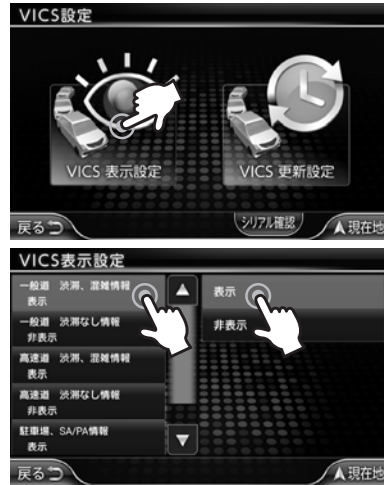 VICS設定
VICS 表示設定
VICS 更新設定
戻る
シリアル確認
現在地
VICS表示設定
一般道 渋滞、混雑情報
表示
一般道 渋滞なし情報
非表示
高速道 渋滞、混雑情報
表示
高速道 渋滞なし情報
非表示
駐車場、SA/PA情報
表示
表示
非表示
戻る
現在地